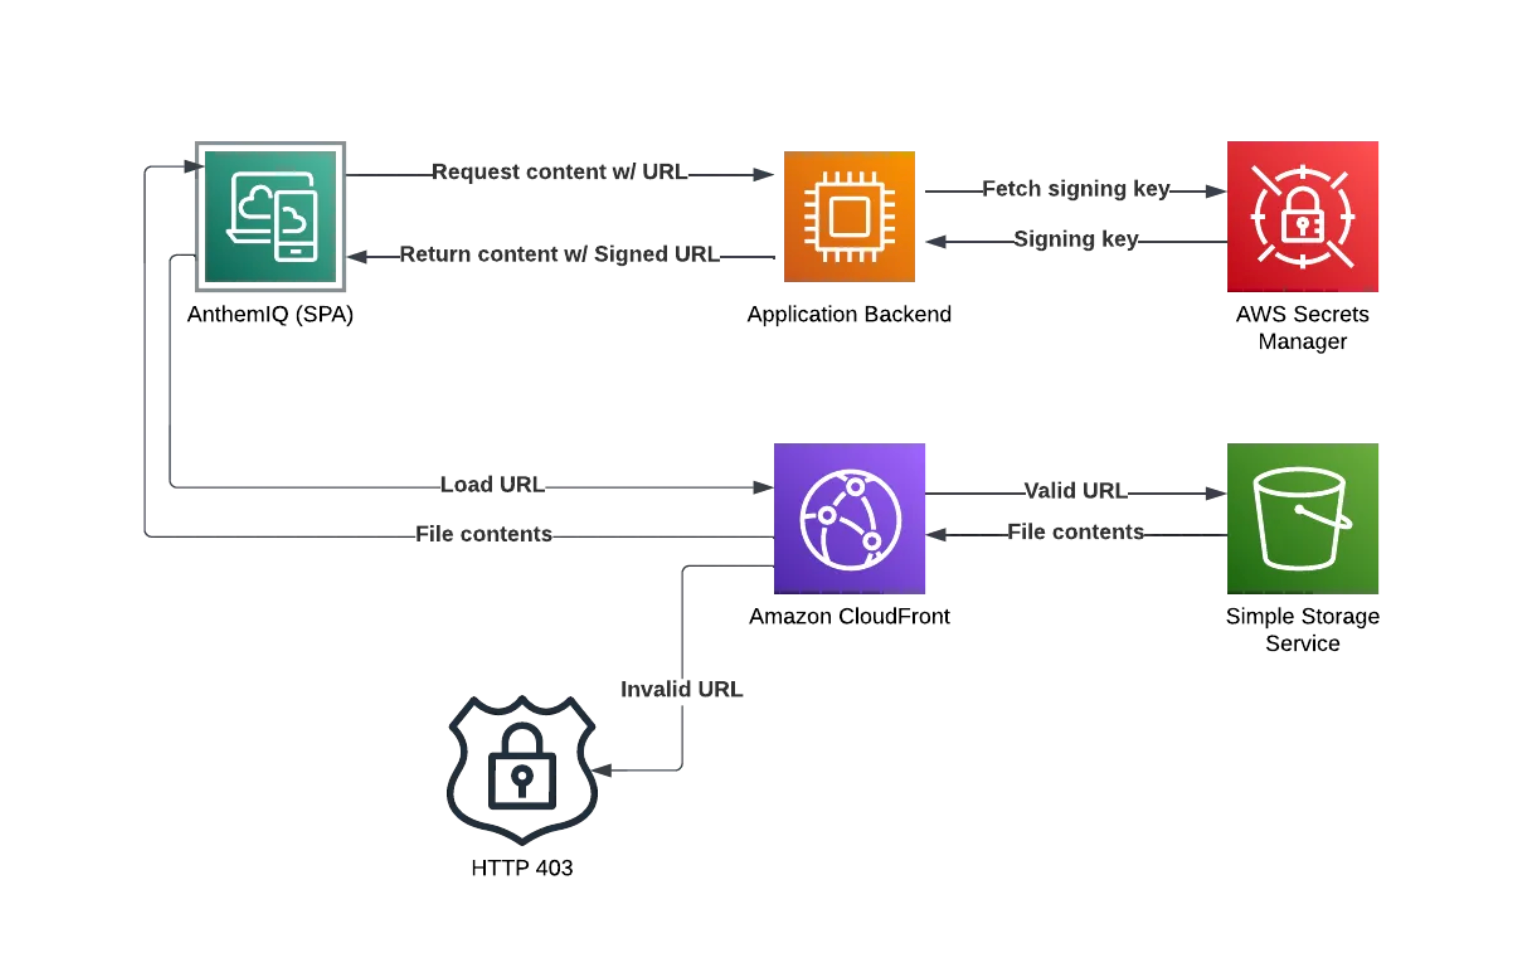 Request content w/ URL
Fetch signing key
Signing key
Return content w/ Signed URL
AnthemIQ (SPA)
Application Backend
AWS Secrets
Manager
Load URL
Valid URL
File contents
File contents
Amazon CloudFront
Simple Storage
Service
Invalid URL
HTTP 403